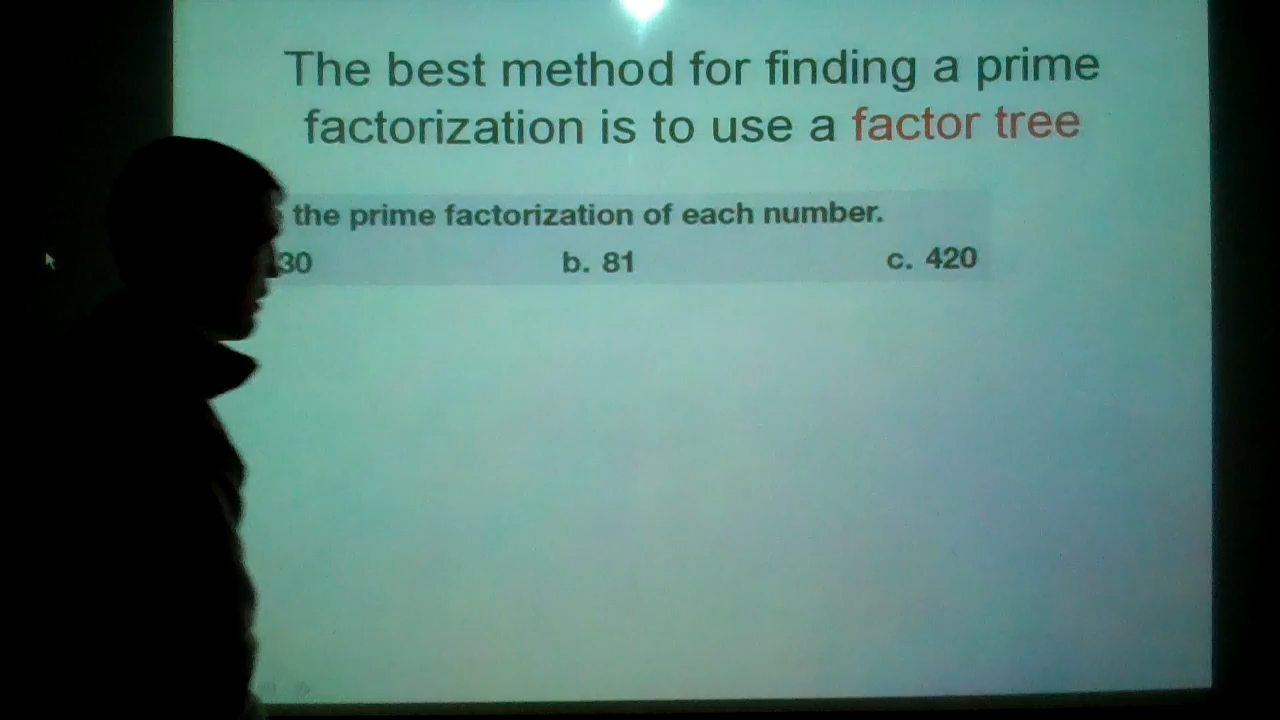 The best method for finding a prime
factorization is to use a factor tree
the prime factorization of each number.
30 b. 81 c. 420